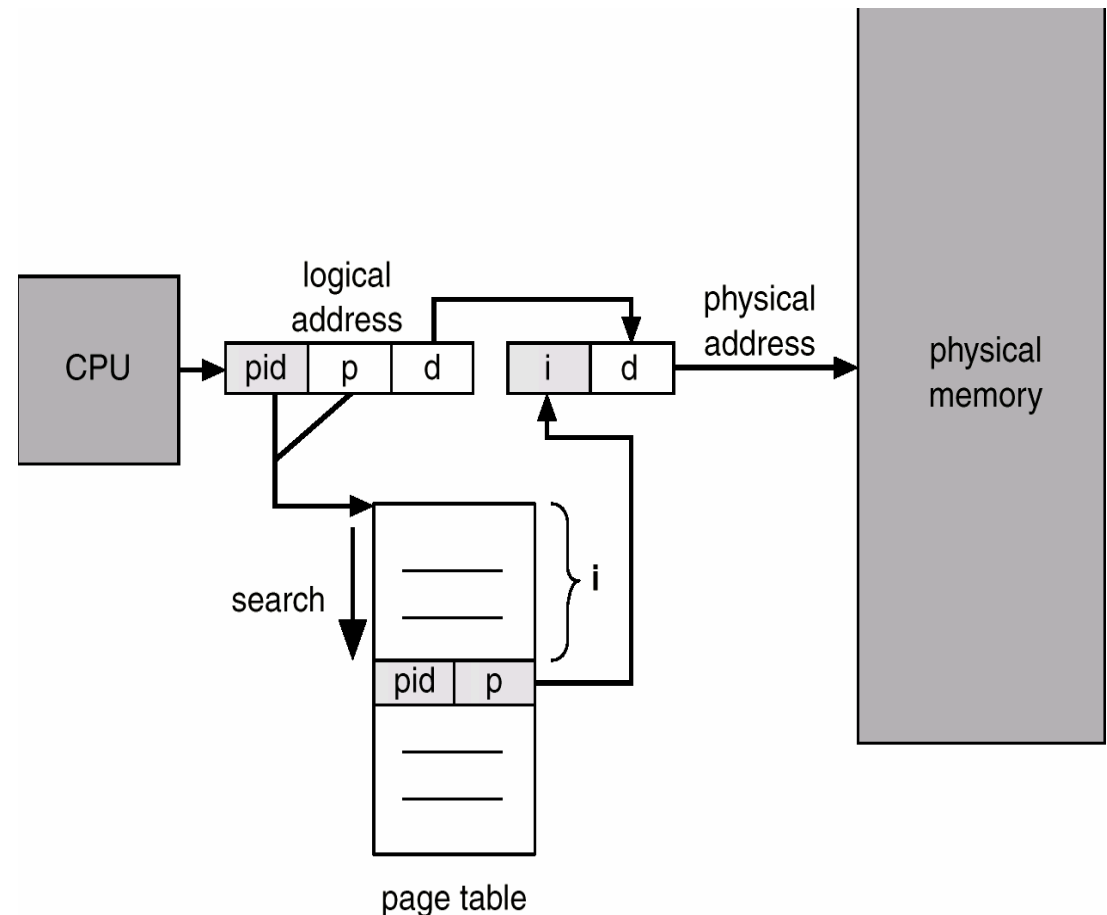 logical
address
physical
address
CPU
pid p d
i d
physical
memory
search
i
pid p
page table